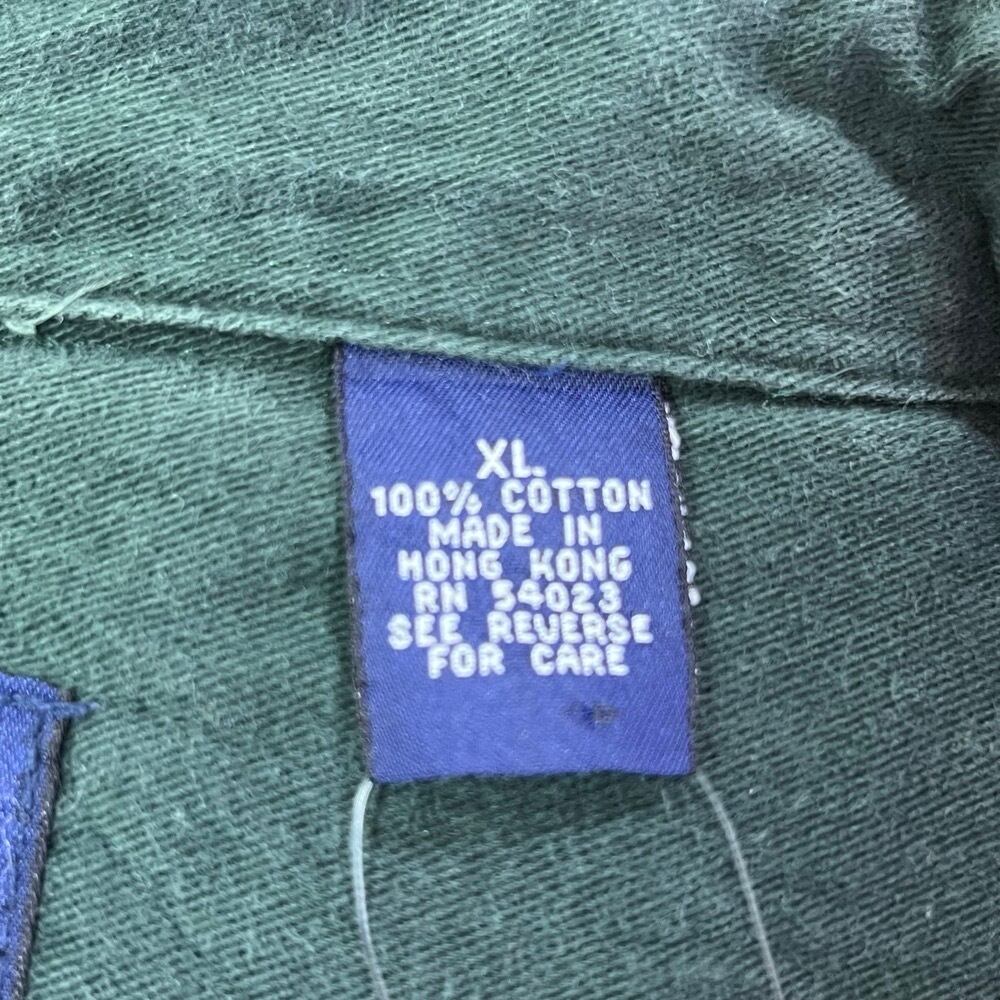 XL.
100% COTTON
MADE IN
HONG KONG
RN 54023
SEE REVERSE
FOR CARE